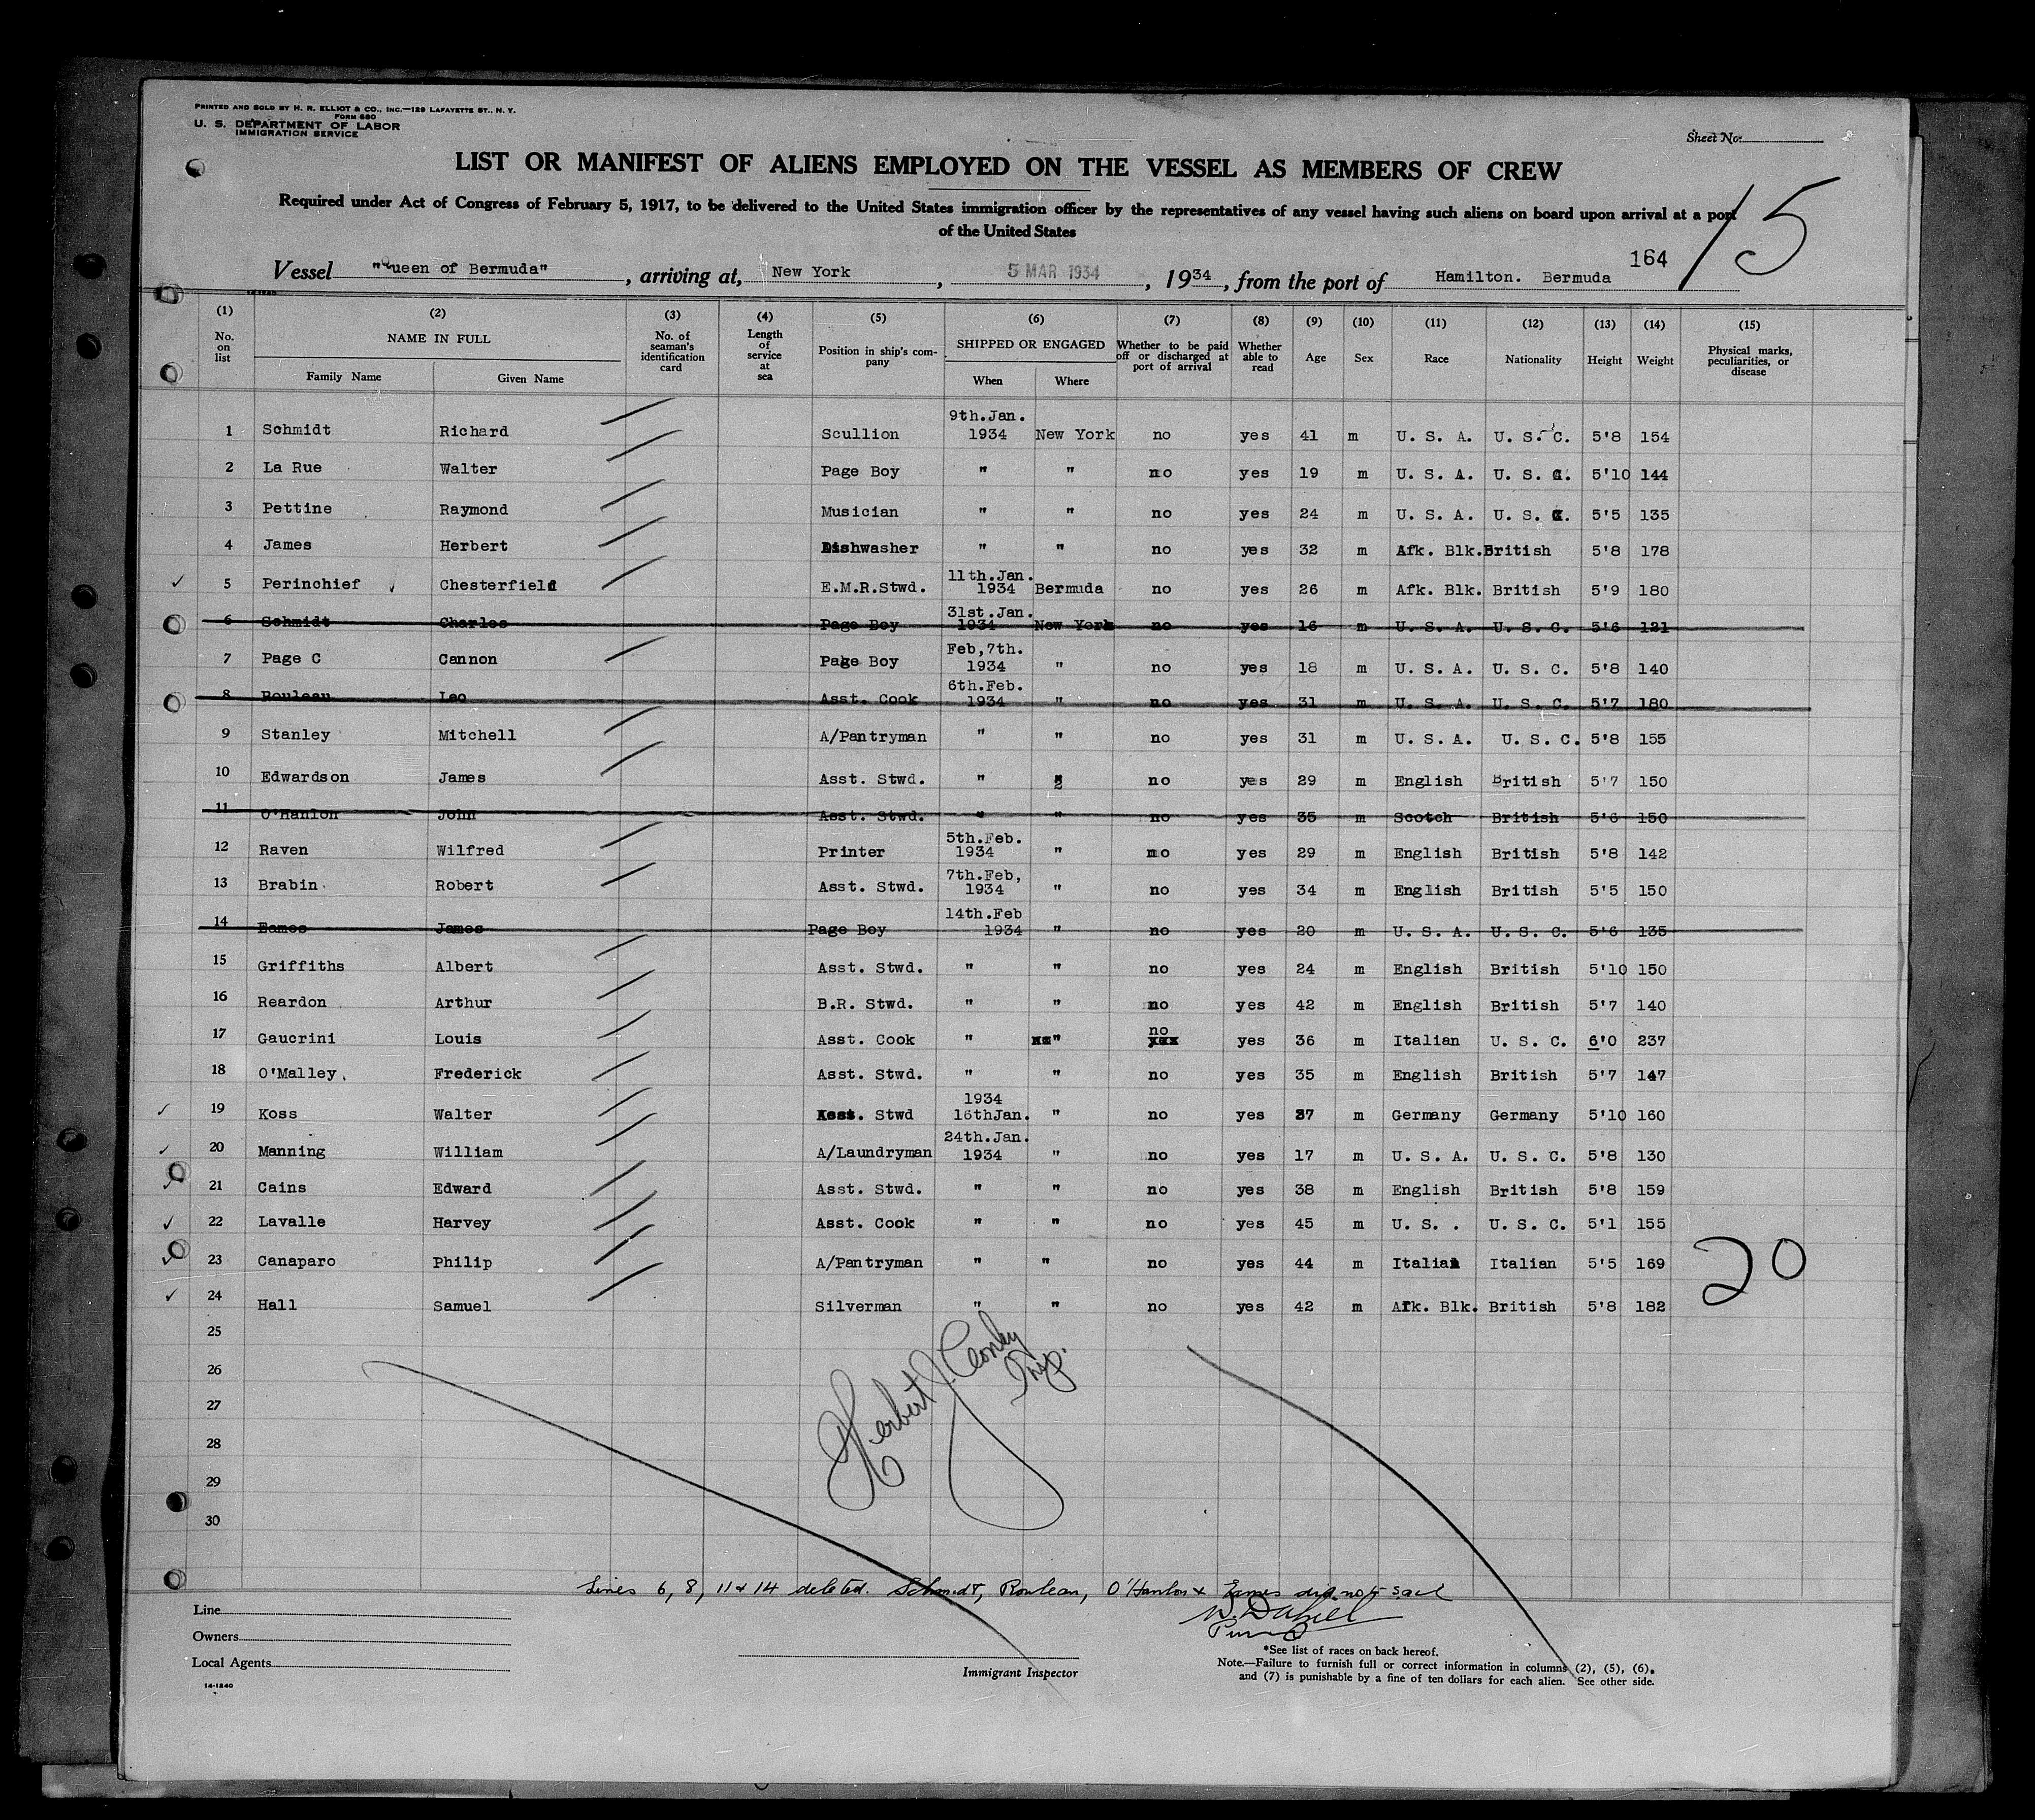 PRINTED AND SOLD BY H. R. ELLIOT & CO., INC.—129 LAFAYETTE ST., N. Y.
FORM 680
U. S. DEPARTMENT OF LABOR
IMMIGRATION SERVICE
Sheet No.
LIST OR MANIFEST OF ALIENS EMPLOYED ON THE VESSEL AS MEMBERS OF CREW
Required under Act of Congress of February 5, 1917, to be delivered to the United States immigration officer by the representatives of any vessel having such aliens on board upon arrival at a port
of the United States
15
164
Vessel "Queen of Bermuda", arriving at, New York, 5 MAR 1934, 1934, from the port of Hamilton. Bermuda
(1) (2) (3) (4) (5) (6) (7) (8) (9) (10) (11) (12) (13) (14) (15)
No. on list NAME IN FULL Family Name Given Name No. of seaman's identification card Length of service at sea Position in ship's company SHIPPED OR ENGAGED When Where Whether to be paid off or discharged at port of arrival Whether able to read Age Sex Race Nationality Height Weight Physical marks, peculiarities, or disease
1 Schmidt Richard Scullion 9th.Jan. 1934 New York no yes 41 m U. S. A. U. S. C. 5'8 154
2 La Rue Walter Page Boy " " no yes 19 m U. S. A. U. S. C. 5'10 144
3 Pettine Raymond Musician " " no yes 24 m U. S. A. U. S. C. 5'5 135
4 James Herbert Dishwasher " " no yes 32 m Afk. Blk. British 5'8 178
5 Perinchief Chesterfield E.M.R.Stwd. 11th.Jan. 1934 Bermuda no yes 26 m Afk. Blk. British 5'9 180
6 Schmidt Charles Page Boy 31st.Jan. 1934 New York no yes 16 m U. S. A. U. S. C. 5'6 121
7 Page C Cannon Page Boy Feb,7th. 1934 " no yes 18 m U. S. A. U. S. C. 5'8 140
8 Rouleau Leo Asst. Cook 6th.Feb. 1934 " no yes 31 m U. S. A. U. S. C. 5'7 180
9 Stanley Mitchell A/Pantryman " " no yes 31 m U. S. A. U. S. C. 5'8 155
10 Edwardson James Asst. Stwd. " " no yes 29 m English British 5'7 150
11 O'Hanlon John Asst. Stwd. " " no yes 35 m Scotch British 5'6 150
12 Raven Wilfred Printer 5th.Feb. 1934 " no yes 29 m English British 5'8 142
13 Brabin Robert Asst. Stwd. 7th.Feb, 1934 " no yes 34 m English British 5'5 150
14 Eames James Page Boy 14th.Feb 1934 " no yes 20 m U. S. A. U. S. C. 5'6 135
15 Griffiths Albert Asst. Stwd. " " no yes 24 m English British 5'10 150
16 Reardon Arthur B.R. Stwd. " " no yes 42 m English British 5'7 140
17 Gaucrini Louis Asst. Cook " " no yes 36 m Italian U. S. C. 6'0 237
18 O'Malley, Frederick Asst. Stwd. " " no yes 35 m English British 5'7 147
19 Koss Walter Asst. Stwd 1934 16thJan. " no yes 37 m Germany Germany 5'10 160
20 Manning William A/Laundryman 24th.Jan. 1934 " no yes 17 m U. S. A. U. S. C. 5'8 130
21 Cains Edward Asst. Stwd. " " no yes 38 m English British 5'8 159
22 Lavalle Harvey Asst. Cook " " no yes 45 m U. S. . U. S. C. 5'1 155
23 Canaparo Philip A/Pantryman " " no yes 44 m Italian Italian 5'5 169
24 Hall Samuel Silverman " " no yes 42 m Afk. Blk. British 5'8 182
20
25
26
27
28
29
30
Herbert J. Conly
Insp.
Lines 6, 8, 11 & 14 deleted. Schmidt, Rouleau, O'Hanlon & Eames did not sail
Purser
Line
Owners
Local Agents
14-1240
Immigrant Inspector
*See list of races on back hereof.
Note.—Failure to furnish full or correct information in columns (2), (5), (6),
and (7) is punishable by a fine of ten dollars for each alien. See other side.